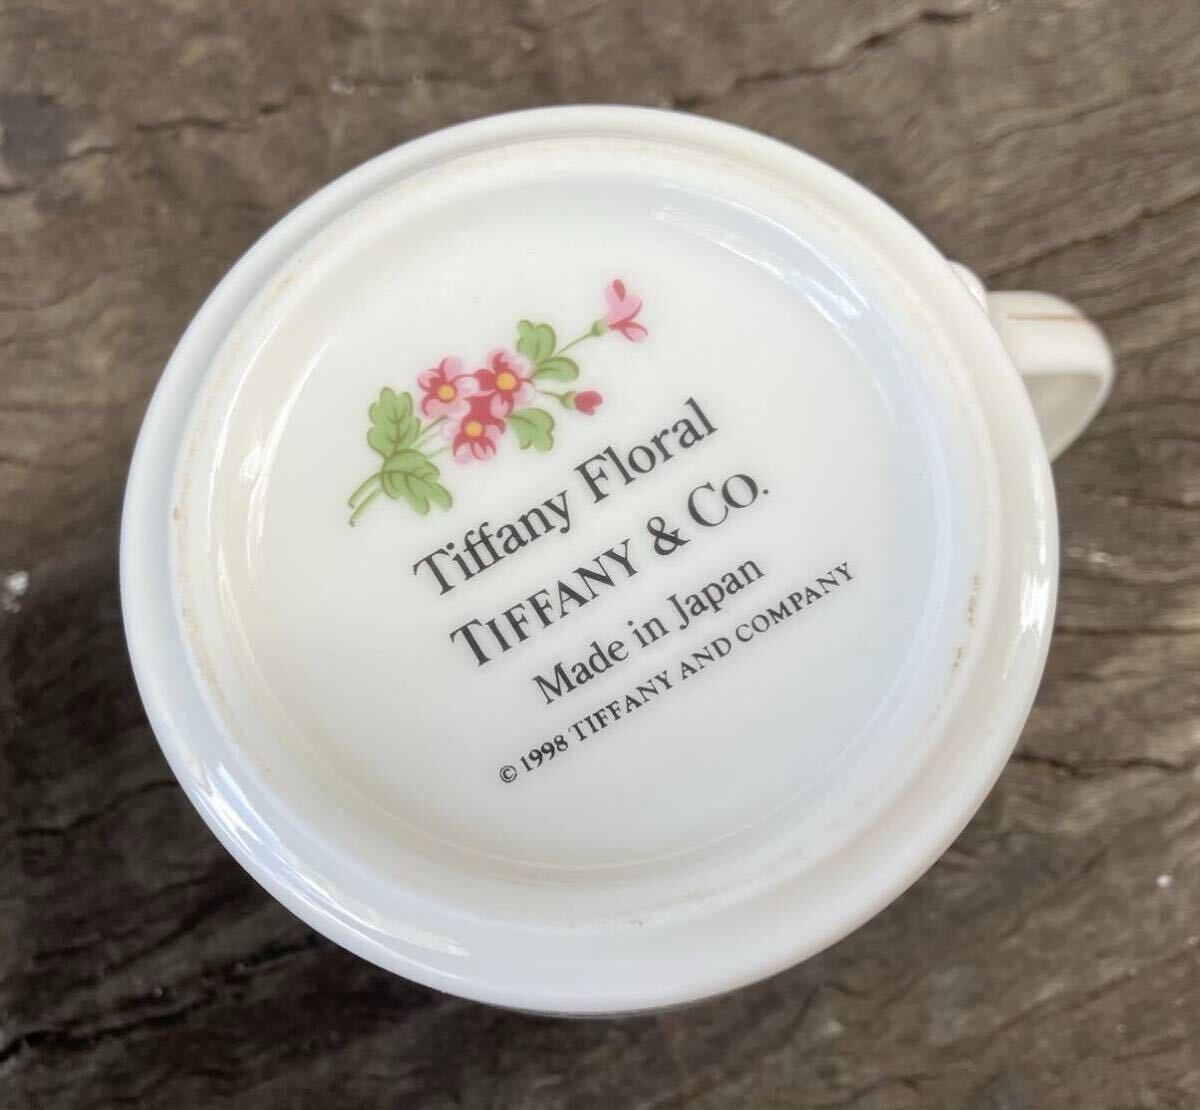 Tiffany Floral
TIFFANY & CO.
Made in Japan
© 1998 TIFFANY AND COMPANY